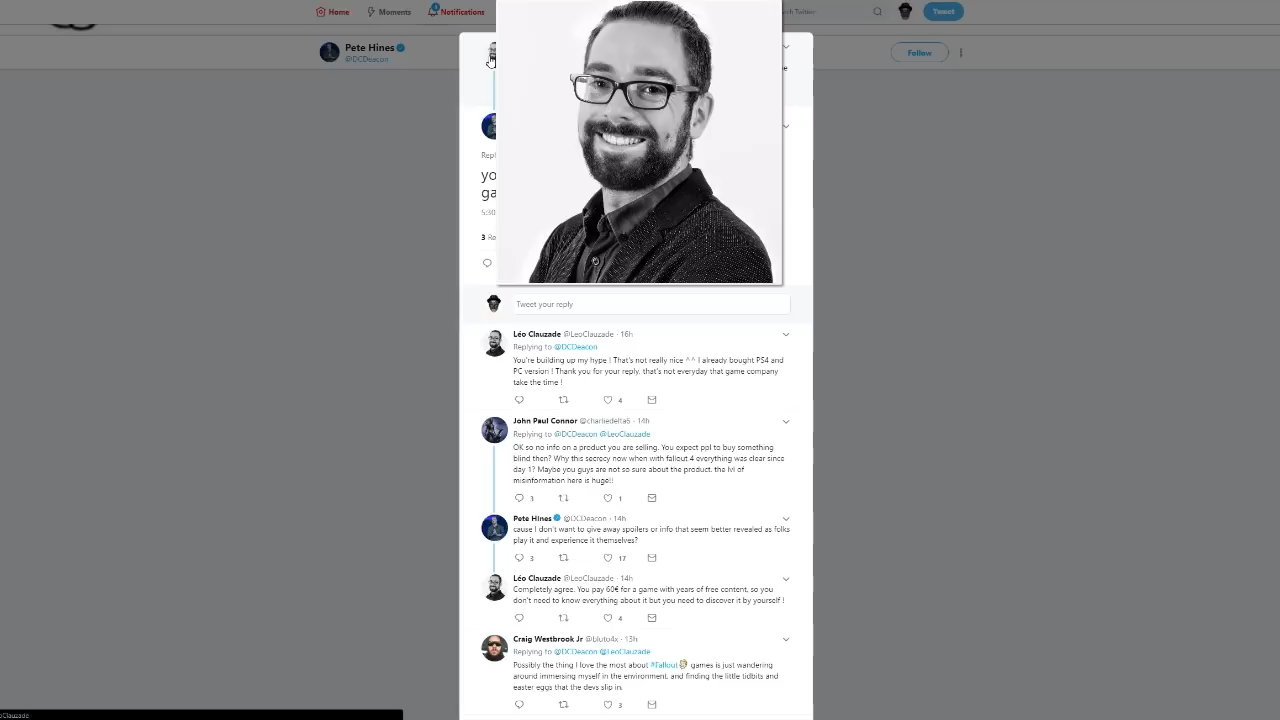 Home
Moments
Notifications
ch Twitter
Tweet
Pete Hines
@DCDeacon
Follow
Repl
yo
ga
5:30
3 Re
Tweet your reply
Léo Clauzade @LeoClauzade · 16h
Replying to @DCDeacon
You're building up my hype ! That's not really nice ^^ I already bought PS4 and
PC version ! Thank you for your reply, that's not everyday that game company
take the time !
4
John Paul Connor @charliedelta6 · 14h
Replying to @DCDeacon @LeoClauzade
OK so no info on a product you are selling. You expect ppl to buy something
blind then? Why this secrecy now when with fallout 4 everything was clear since
day 1? Maybe you guys are not so sure about the product. the lvl of
misinformation here is huge!!
3 1
Pete Hines @DCDeacon · 14h
cause I don't want to give away spoilers or info that seem better revealed as folks
play it and experience it themselves?
3 17
Léo Clauzade @LeoClauzade · 14h
Completely agree. You pay 60€ for a game with years of free content, so you
don't need to know everything about it but you need to discover it by yourself !
4
Craig Westbrook Jr @bluto4x · 13h
Replying to @DCDeacon @LeoClauzade
Possibly the thing I love the most about #Fallout games is just wandering
around immersing myself in the environment, and finding the little tidbits and
easter eggs that the devs slip in.
3
oClauzade